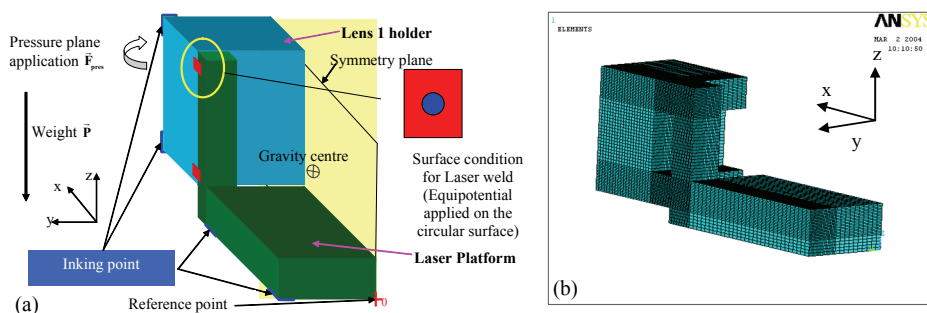 Pressure plane
application F⃗pres
Weight P⃗
z
x
y
Inking point
(a)
Reference point
0
Lens 1 holder
Symmetry plane
Gravity centre
Surface condition
for Laser weld
(Equipotential
applied on the
circular surface)
Laser Platform
1
ELEMENTS
ANSYS
MAR 2 2004
10:10:50
z
x
y
(b)